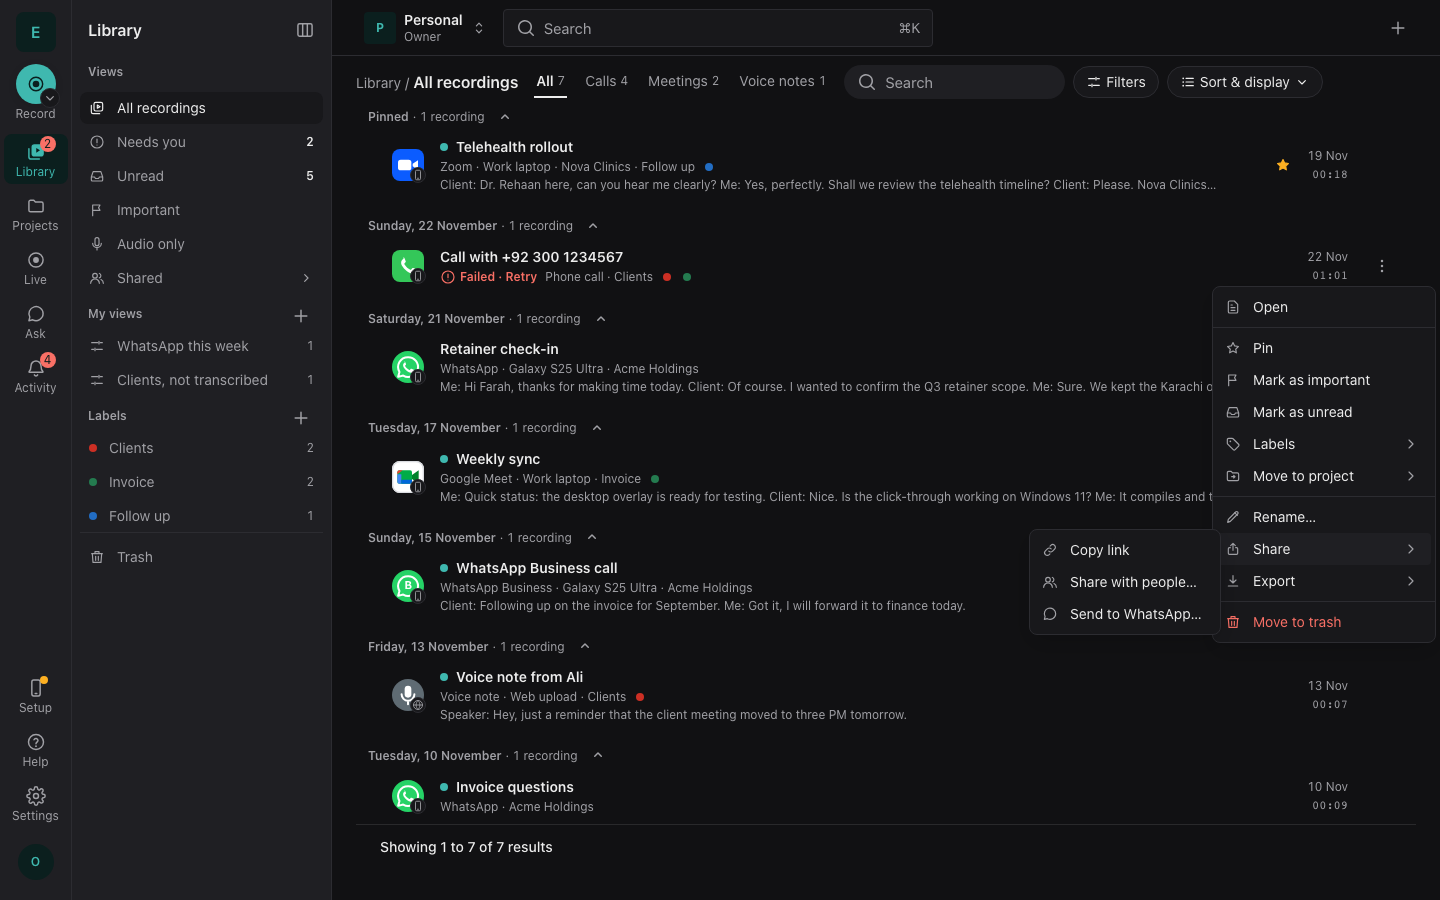 E
Record
2
Library
Projects
Live
Ask
4
Activity
Setup
Help
Settings
O
Library
Views
All recordings
Needs you 2
Unread 5
Important
Audio only
Shared
My views
WhatsApp this week 1
Clients, not transcribed 1
Labels
Clients 2
Invoice 2
Follow up 1
Trash
P Personal
Owner
Search ⌘K
Library / All recordings
All 7 Calls 4 Meetings 2 Voice notes 1
Search
Filters
Sort & display
Pinned · 1 recording
Telehealth rollout
Zoom · Work laptop · Nova Clinics · Follow up
Client: Dr. Rehaan here, can you hear me clearly? Me: Yes, perfectly. Shall we review the telehealth timeline? Client: Please. Nova Clinics...
19 Nov
00:18
Sunday, 22 November · 1 recording
Call with +92 300 1234567
Failed · Retry Phone call · Clients
22 Nov
01:01
Saturday, 21 November · 1 recording
Retainer check-in
WhatsApp · Galaxy S25 Ultra · Acme Holdings
Me: Hi Farah, thanks for making time today. Client: Of course. I wanted to confirm the Q3 retainer scope. Me: Sure. We kept the Karachi
Tuesday, 17 November · 1 recording
Weekly sync
Google Meet · Work laptop · Invoice
Me: Quick status: the desktop overlay is ready for testing. Client: Nice. Is the click-through working on Windows 11? Me: It compiles and
Sunday, 15 November · 1 recording
B
WhatsApp Business call
WhatsApp Business · Galaxy S25 Ultra · Acme Holdings
Client: Following up on the invoice for September. Me: Got it, I will forward it to finance today.
Friday, 13 November · 1 recording
Voice note from Ali
Voice note · Web upload · Clients
Speaker: Hey, just a reminder that the client meeting moved to three PM tomorrow.
13 Nov
00:07
Tuesday, 10 November · 1 recording
Invoice questions
WhatsApp · Acme Holdings
10 Nov
00:09
Showing 1 to 7 of 7 results
Open
Pin
Mark as important
Mark as unread
Labels
Move to project
Rename...
Share
Export
Move to trash
Copy link
Share with people...
Send to WhatsApp...